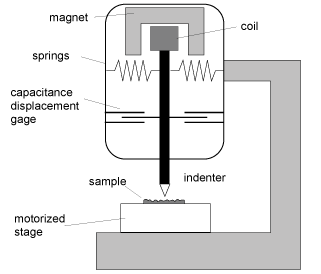 magnet
coil
springs
capacitance
displacement
gage
sample
indenter
motorized
stage